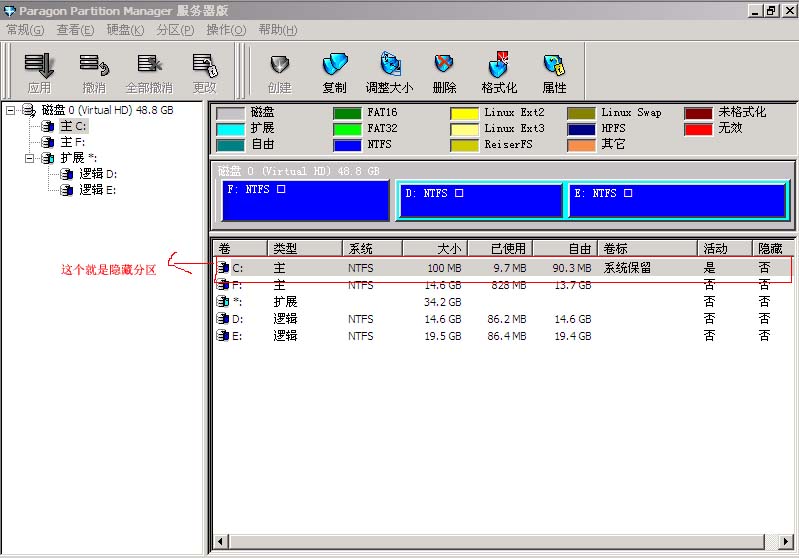 Paragon Partition Manager 服务器版
常规(G) 查看(E) 硬盘(K) 分区(P) 操作(O) 帮助(H)
应用 撤消 全部撤消 更改 创建 复制 调整大小 删除 格式化 属性
磁盘 0 (Virtual HD) 48.8 GB
主 C:
主 F:
扩展 *:
逻辑 D:
逻辑 E:
磁盘 FAT16 Linux Ext2 Linux Swap 未格式化
扩展 FAT32 Linux Ext3 HPFS 无效
自由 NTFS ReiserFS 其它
磁盘 0 (Virtual HD) 48.8 GB
F: NTFS D: NTFS E: NTFS
卷 类型 系统 大小 已使用 自由 卷标 活动 隐藏
C: 主 NTFS 100 MB 9.7 MB 90.3 MB 系统保留 是 否
F: 主 NTFS 14.6 GB 828 MB 13.7 GB 否 否
*: 扩展 34.2 GB 否 否
D: 逻辑 NTFS 14.6 GB 86.2 MB 14.6 GB 否 否
E: 逻辑 NTFS 19.5 GB 86.4 MB 19.4 GB 否 否
这个就是隐藏分区